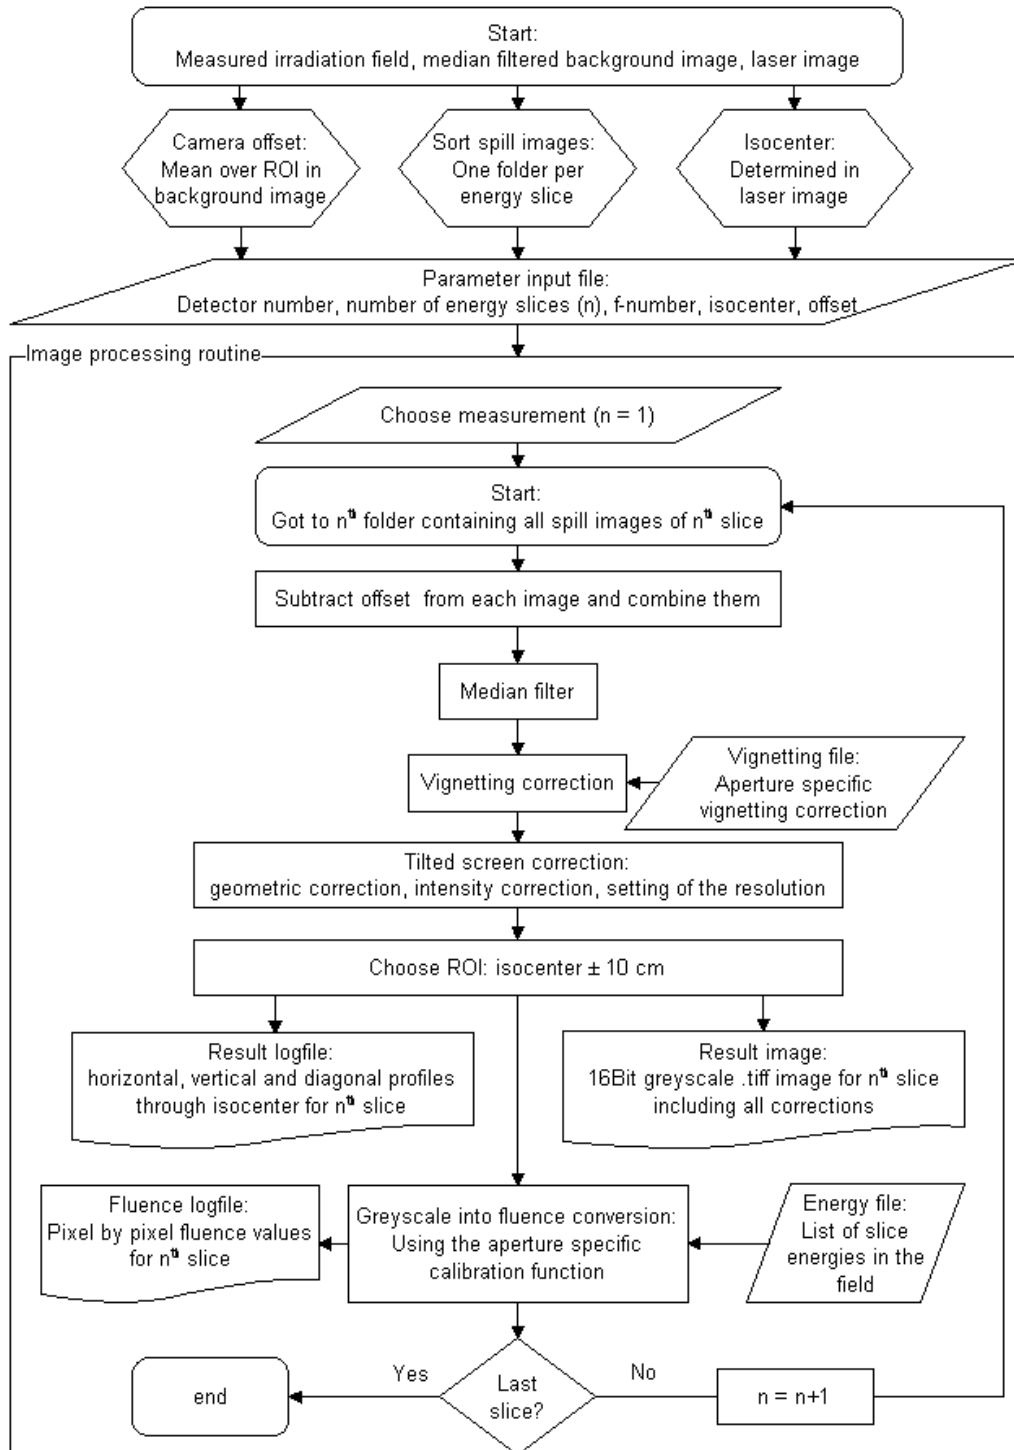 Start:
Measured irradiation field, median filtered background image, laser image
Camera offset:
Mean over ROI in
background image
Sort spill images:
One folder per
energy slice
Isocenter:
Determined in
laser image
Parameter input file:
Detector number, number of energy slices (n), f-number, isocenter, offset
Image processing routine
Choose measurement (n = 1)
Start:
Got to nᵗʰ folder containing all spill images of nᵗʰ slice
Subtract offset from each image and combine them
Median filter
Vignetting correction
Vignetting file:
Aperture specific
vignetting correction
Tilted screen correction:
geometric correction, intensity correction, setting of the resolution
Choose ROI: isocenter ± 10 cm
Result logfile:
horizontal, vertical and diagonal profiles
through isocenter for nᵗʰ slice
Result image:
16Bit greyscale .tiff image for nᵗʰ slice
including all corrections
Fluence logfile:
Pixel by pixel fluence values
for nᵗʰ slice
Greyscale into fluence conversion:
Using the aperture specific
calibration function
Energy file:
List of slice
energies in the
field
Last
slice?
Yes
No
end
n = n+1